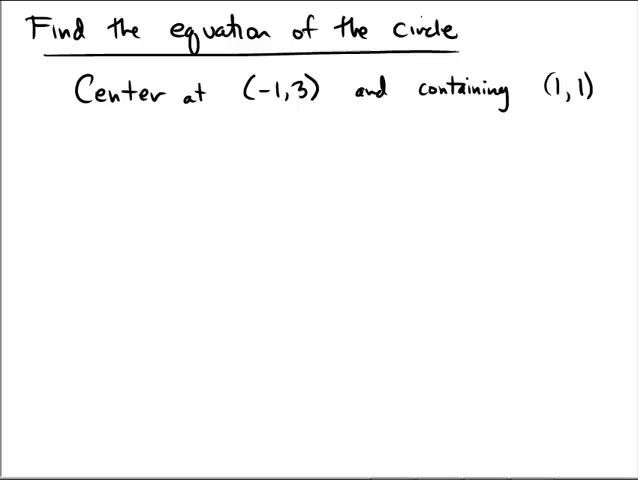 Find the equation of the circle
Center at (-1,3) and containing (1,1)